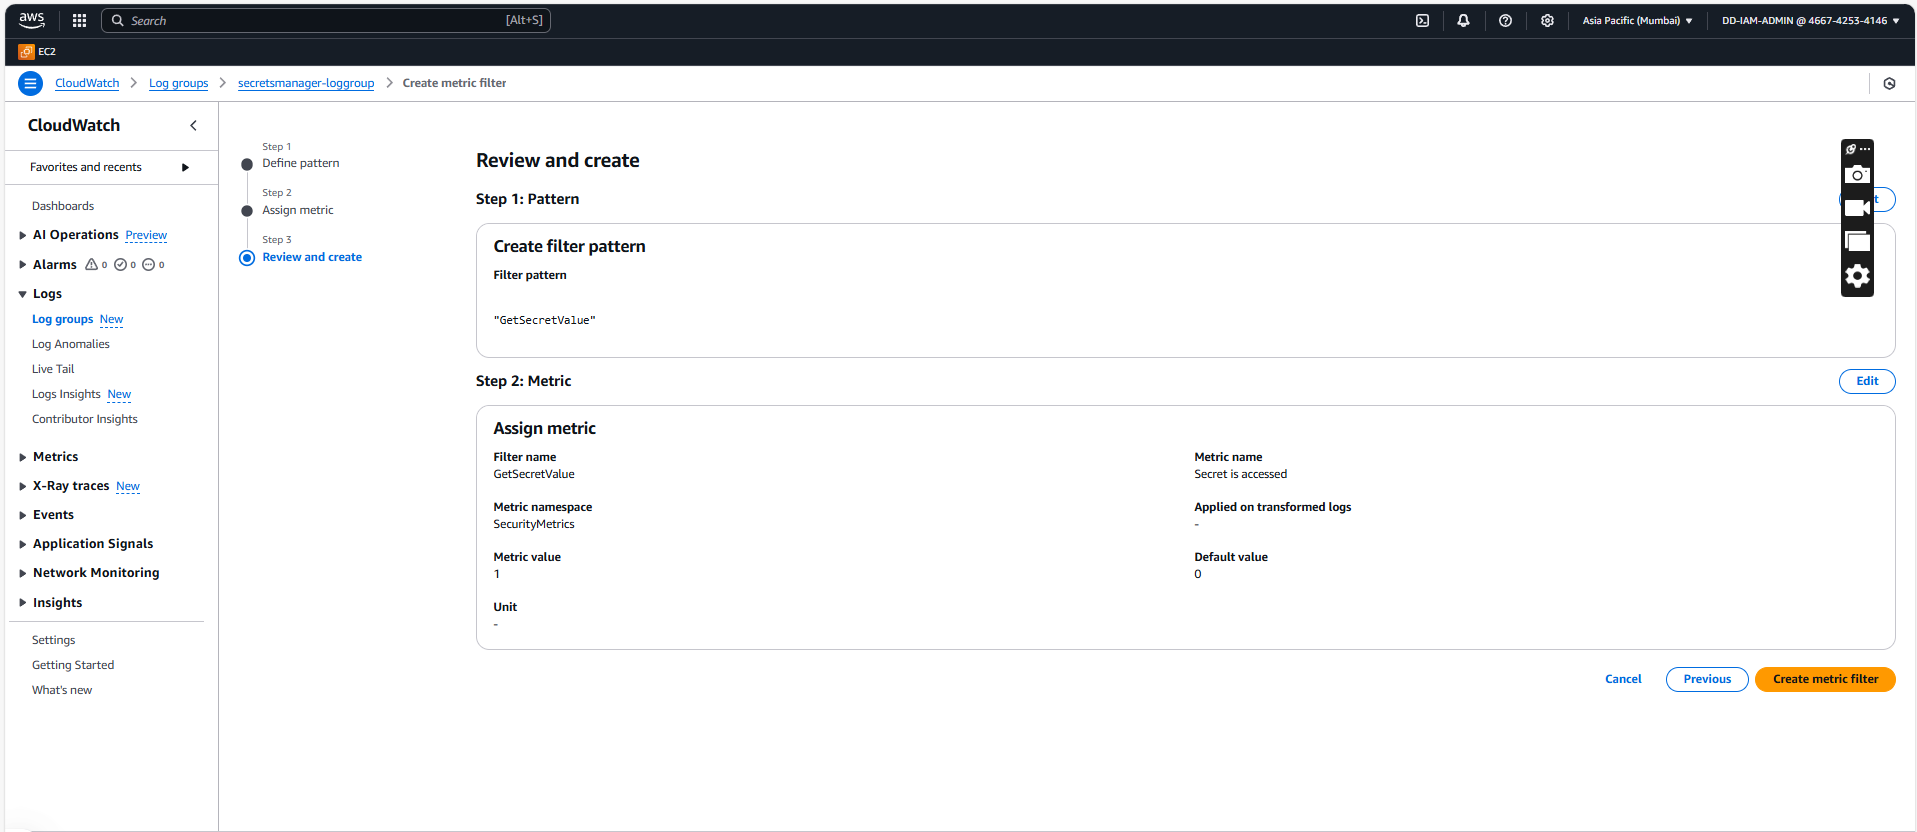 aws
Search [Alt+S]
Asia Pacific (Mumbai) ▼
DD-IAM-ADMIN @ 4667-4253-4146 ▼
EC2
CloudWatch > Log groups > secretsmanager-loggroup > Create metric filter
CloudWatch
Favorites and recents
Dashboards
AI Operations Preview
Alarms 0 0 0
Logs
Log groups New
Log Anomalies
Live Tail
Logs Insights New
Contributor Insights
Metrics
X-Ray traces New
Events
Application Signals
Network Monitoring
Insights
Settings
Getting Started
What's new
Step 1
Define pattern
Step 2
Assign metric
Step 3
Review and create
Review and create
Step 1: Pattern
Create filter pattern
Filter pattern
"GetSecretValue"
Step 2: Metric
Edit
Assign metric
Filter name
GetSecretValue
Metric name
Secret is accessed
Metric namespace
SecurityMetrics
Applied on transformed logs
-
Metric value
1
Default value
0
Unit
-
Cancel
Previous
Create metric filter